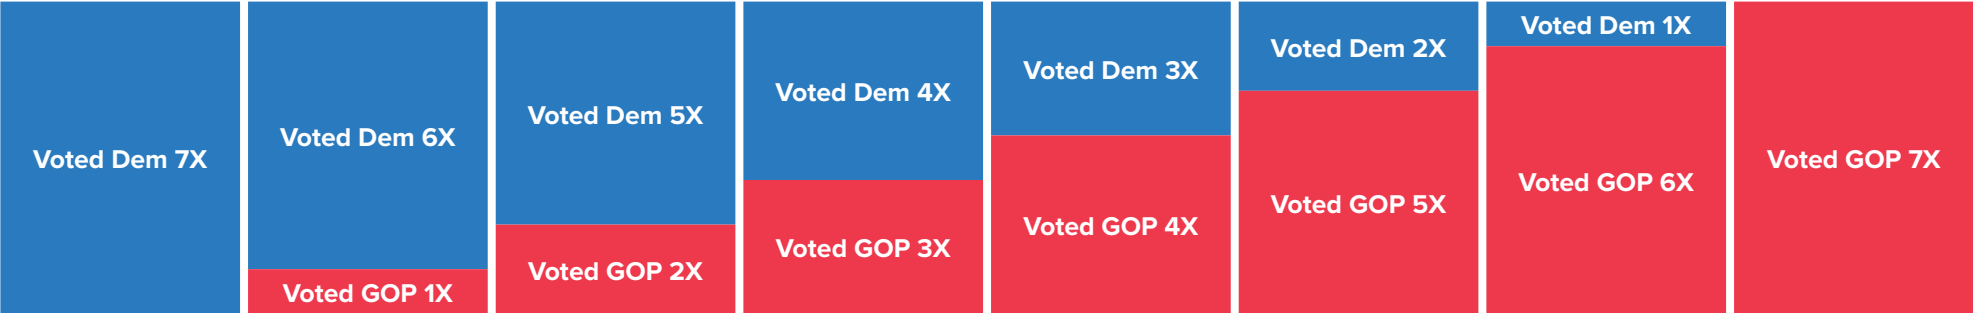 Voted Dem 7X
Voted Dem 6X
Voted GOP 1X
Voted Dem 5X
Voted GOP 2X
Voted Dem 4X
Voted GOP 3X
Voted Dem 3X
Voted GOP 4X
Voted Dem 2X
Voted GOP 5X
Voted Dem 1X
Voted GOP 6X
Voted GOP 7X